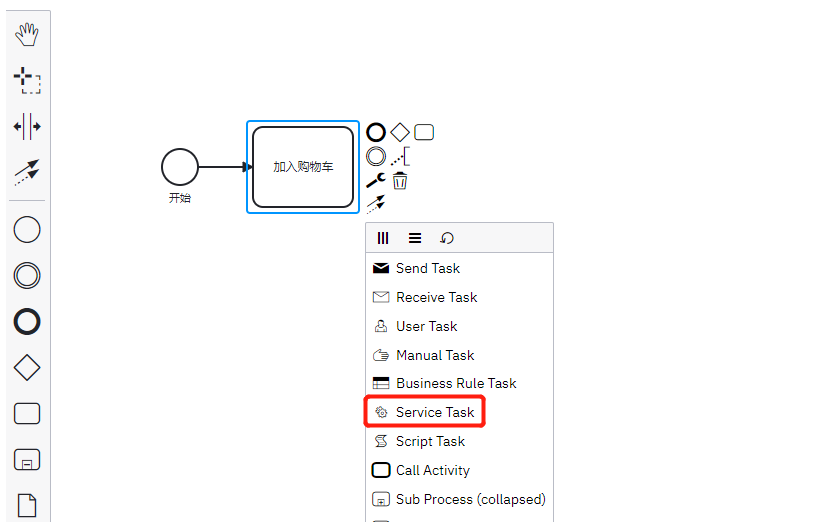 加入购物车
开始
Send Task
Receive Task
User Task
Manual Task
Business Rule Task
Service Task
Script Task
Call Activity
Sub Process (collapsed)